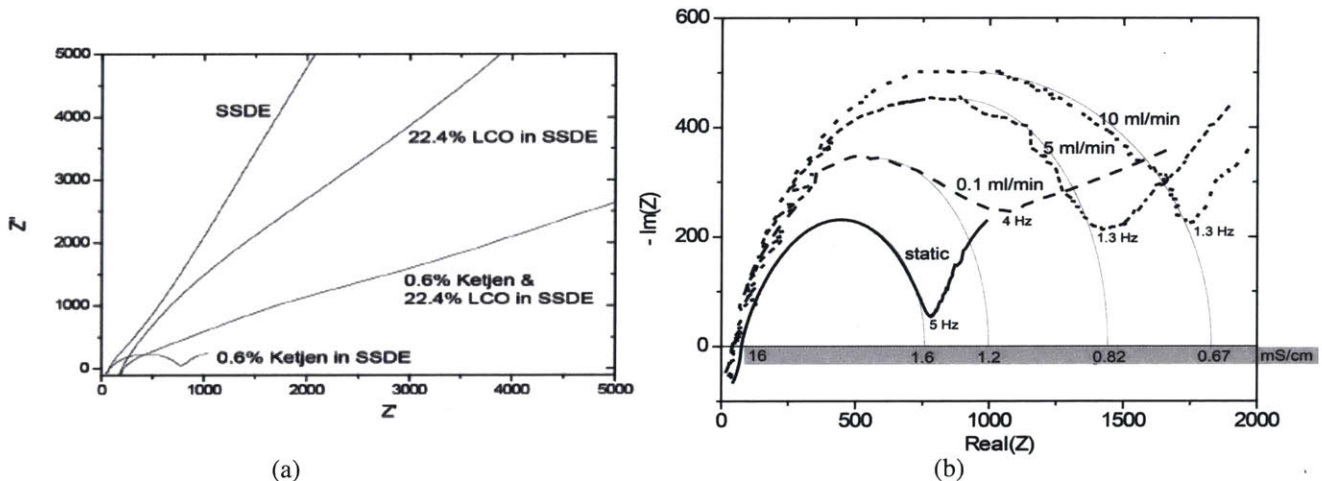 5000
4000
3000
2000
1000
0
Z"
SSDE
22.4% LCO in SSDE
0.6% Ketjen &
22.4% LCO in SSDE
0.6% Ketjen in SSDE
0 1000 2000 3000 4000 5000
Z'
(a)
600
400
200
0
- Im(Z)
10 ml/min
5 ml/min
0.1 ml/min
4 Hz
1.3 Hz
1.3 Hz
static
5 Hz
16 1.6 1.2 0.82 0.67 mS/cm
0 500 1000 1500 2000
Real(Z)
(b)